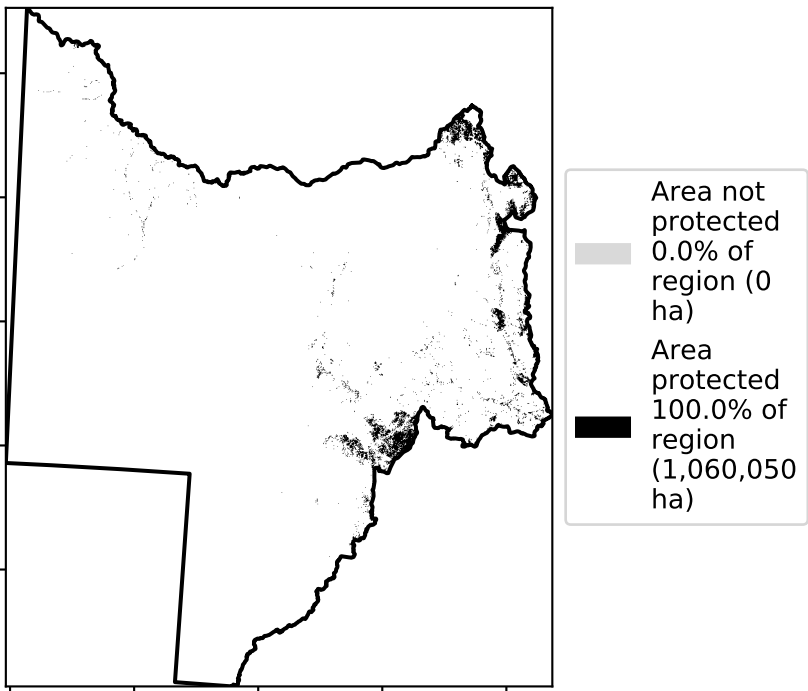 Area not
protected
0.0% of
region (0
ha)
Area
protected
100.0% of
region
(1,060,050
ha)